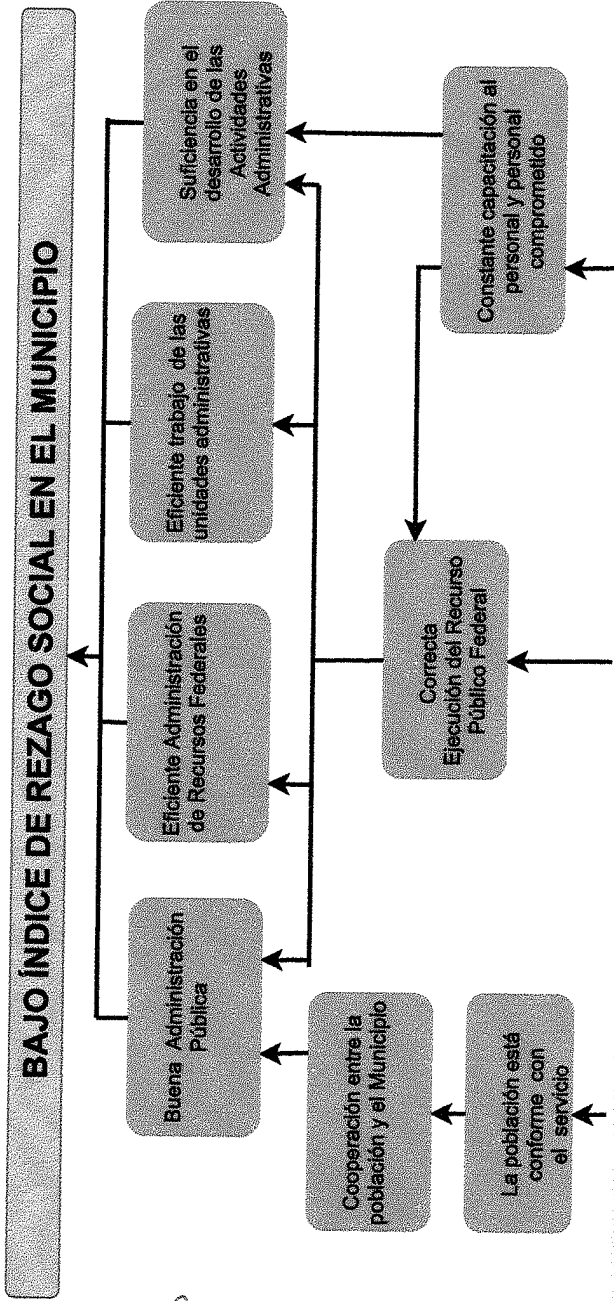 BAJO ÍNDICE DE REZAGO SOCIAL EN EL MUNICIPIO
Buena Administración
Pública
Eficiente Administración
de Recursos Federales
Eficiente trabajo de las
unidades administrativas
Suficiencia en el
desarrollo de las
Actividades
Administrativas
Cooperación entre la
población y el Municipio
Correcta
Ejecución del Recurso
Público Federal
Constante capacitación al
personal y personal
comprometido
La población está
conforme con
el servicio